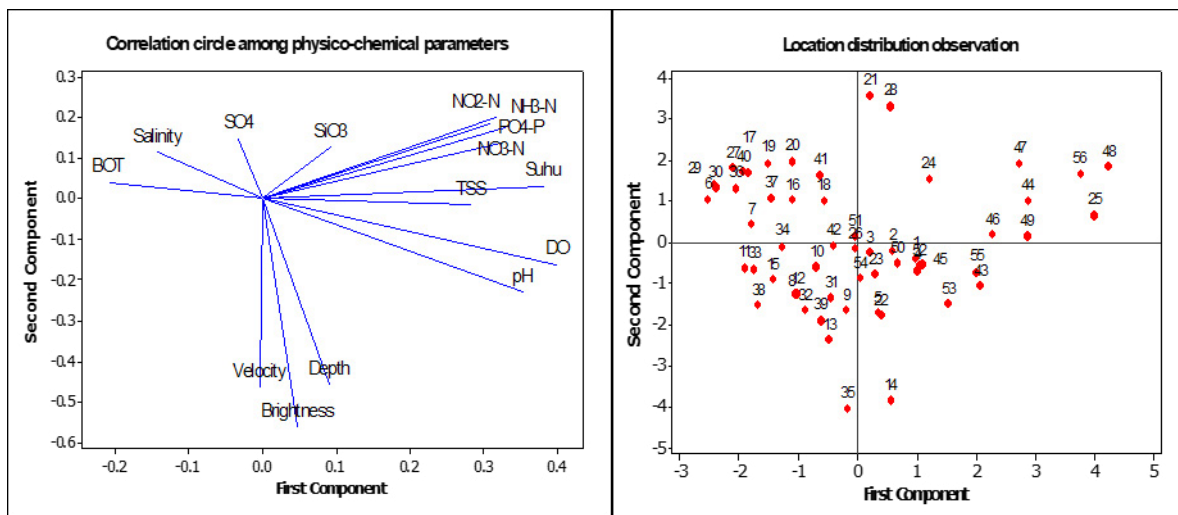 Correlation circle among physico-chemical parameters
0.3
0.2
0.1
0.0
-0.1
-0.2
-0.3
-0.4
-0.5
-0.6
Second Component
NO2-N
NH3-N
PO4-P
NO3-N
SO4
SiO3
Salinity
BOT
Suhu
TSS
DO
pH
Velocity
Depth
Brightness
-0.2 -0.1 0.0 0.1 0.2 0.3 0.4
First Component
Location distribution observation
4
3
2
1
0
-1
-2
-3
-4
-5
Second Component
21 28
17 19 20 47 48
27 40 41 24 56
29 6 30 37 16 18 44 25
7 51 46 49
34 42 26 3 2 1
33 10 50 45 55
15 54 23 43
38 8 12 32 31 9 53
39 13 22
35 14
-3 -2 -1 0 1 2 3 4 5
First Component